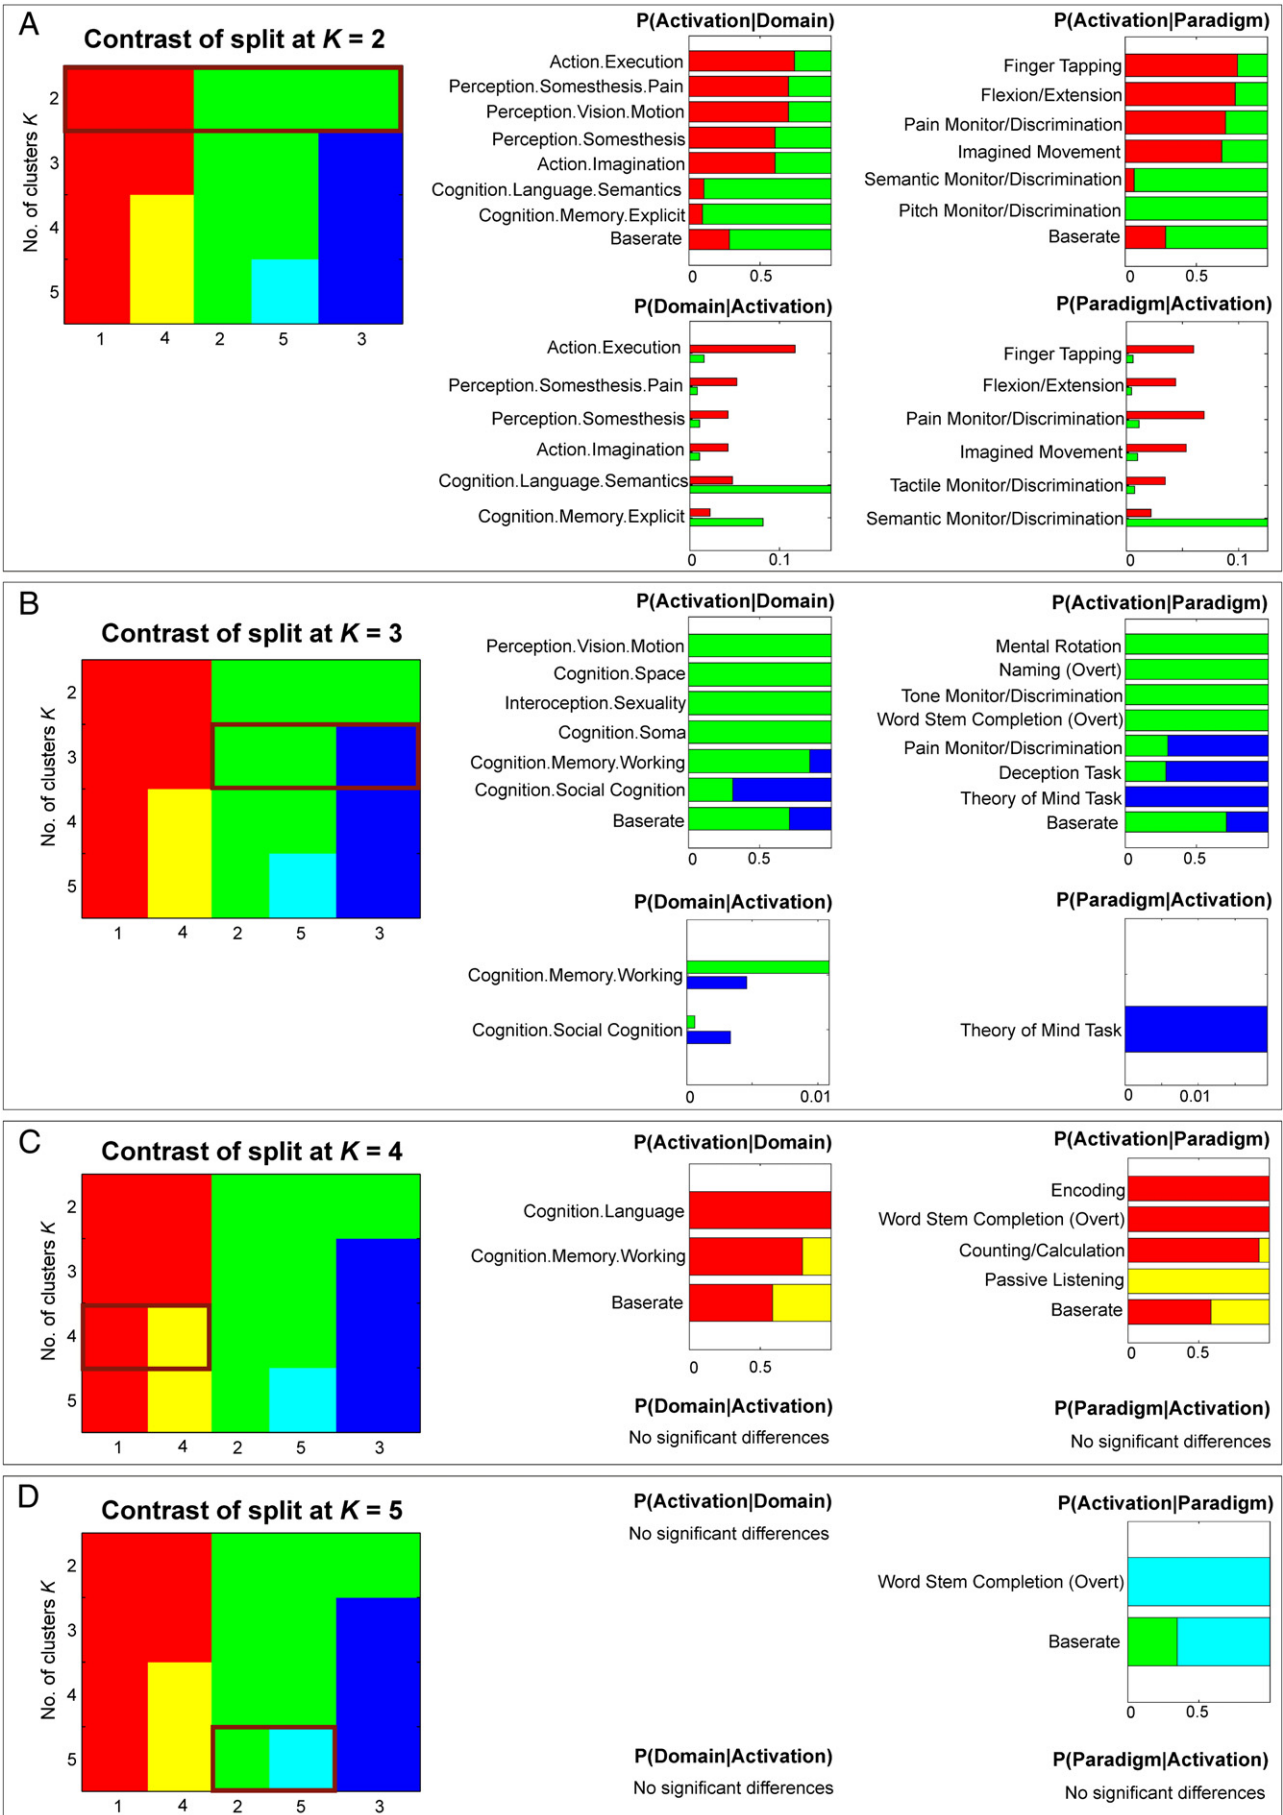 A
Contrast of split at K = 2
No. of clusters K
2
3
4
5
1 4 2 5 3
P(Activation|Domain)
Action.Execution
Perception.Somesthesis.Pain
Perception.Vision.Motion
Perception.Somesthesis
Action.Imagination
Cognition.Language.Semantics
Cognition.Memory.Explicit
Baserate
0 0.5
P(Activation|Paradigm)
Finger Tapping
Flexion/Extension
Pain Monitor/Discrimination
Imagined Movement
Semantic Monitor/Discrimination
Pitch Monitor/Discrimination
Baserate
0 0.5
P(Domain|Activation)
Action.Execution
Perception.Somesthesis.Pain
Perception.Somesthesis
Action.Imagination
Cognition.Language.Semantics
Cognition.Memory.Explicit
0 0.1
P(Paradigm|Activation)
Finger Tapping
Flexion/Extension
Pain Monitor/Discrimination
Imagined Movement
Tactile Monitor/Discrimination
Semantic Monitor/Discrimination
0 0.1
B
Contrast of split at K = 3
No. of clusters K
2
3
4
5
1 4 2 5 3
P(Activation|Domain)
Perception.Vision.Motion
Cognition.Space
Interoception.Sexuality
Cognition.Soma
Cognition.Memory.Working
Cognition.Social Cognition
Baserate
0 0.5
P(Activation|Paradigm)
Mental Rotation
Naming (Overt)
Tone Monitor/Discrimination
Word Stem Completion (Overt)
Pain Monitor/Discrimination
Deception Task
Theory of Mind Task
Baserate
0 0.5
P(Domain|Activation)
Cognition.Memory.Working
Cognition.Social Cognition
0 0.01
P(Paradigm|Activation)
Theory of Mind Task
0 0.01
C
Contrast of split at K = 4
No. of clusters K
2
3
4
5
1 4 2 5 3
P(Activation|Domain)
Cognition.Language
Cognition.Memory.Working
Baserate
0 0.5
P(Activation|Paradigm)
Encoding
Word Stem Completion (Overt)
Counting/Calculation
Passive Listening
Baserate
0 0.5
P(Domain|Activation)
No significant differences
P(Paradigm|Activation)
No significant differences
D
Contrast of split at K = 5
No. of clusters K
2
3
4
5
1 4 2 5 3
P(Activation|Domain)
No significant differences
P(Activation|Paradigm)
Word Stem Completion (Overt)
Baserate
0 0.5
P(Domain|Activation)
No significant differences
P(Paradigm|Activation)
No significant differences